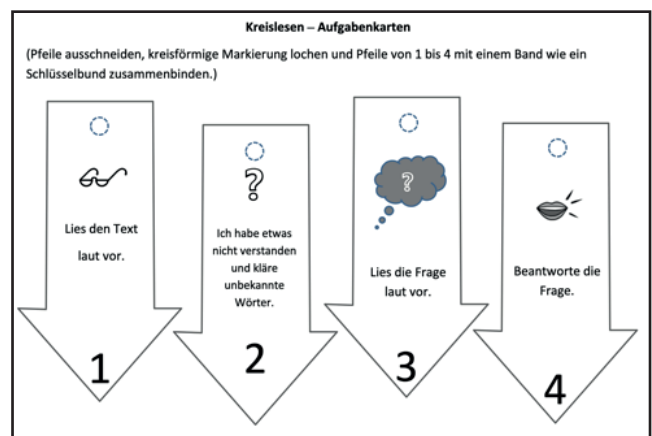 Kreislesen – Aufgabenkarten
(Pfeile ausschneiden, kreisförmige Markierung lochen und Pfeile von 1 bis 4 mit einem Band wie ein
Schlüsselbund zusammenbinden.)
Lies den Text
laut vor.
1
?
Ich habe etwas
nicht verstanden
und kläre
unbekannte
Wörter.
2
?
Lies die Frage
laut vor.
3
Beantworte die
Frage.
4